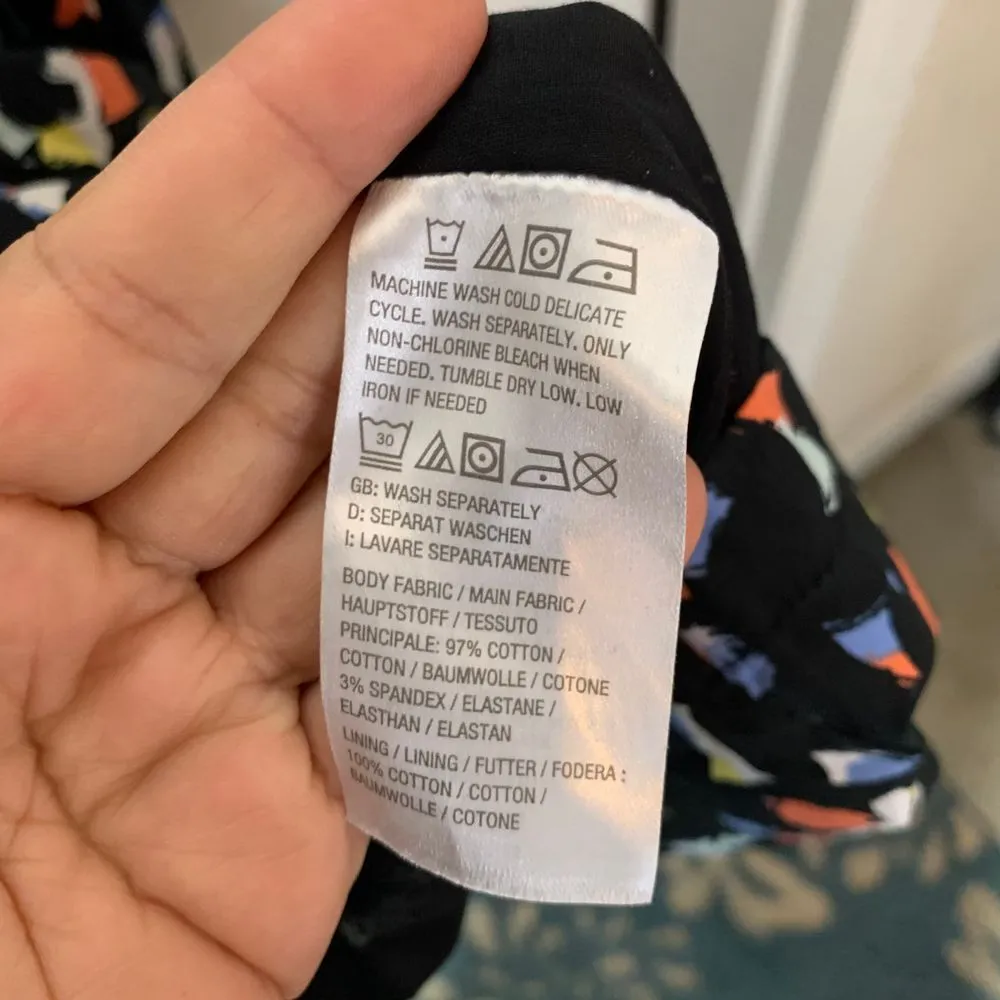 MACHINE WASH COLD DELICATE
CYCLE. WASH SEPARATELY. ONLY
NON-CHLORINE BLEACH WHEN
NEEDED. TUMBLE DRY LOW. LOW
IRON IF NEEDED
30
GB: WASH SEPARATELY
D: SEPARAT WASCHEN
I: LAVARE SEPARATAMENTE
BODY FABRIC / MAIN FABRIC /
HAUPTSTOFF / TESSUTO
PRINCIPALE: 97% COTTON /
COTTON / BAUMWOLLE / COTONE
3% SPANDEX / ELASTANE /
ELASTHAN / ELASTAN
LINING / LINING / FUTTER / FODERA :
100% COTTON / COTTON /
BAUMWOLLE / COTONE